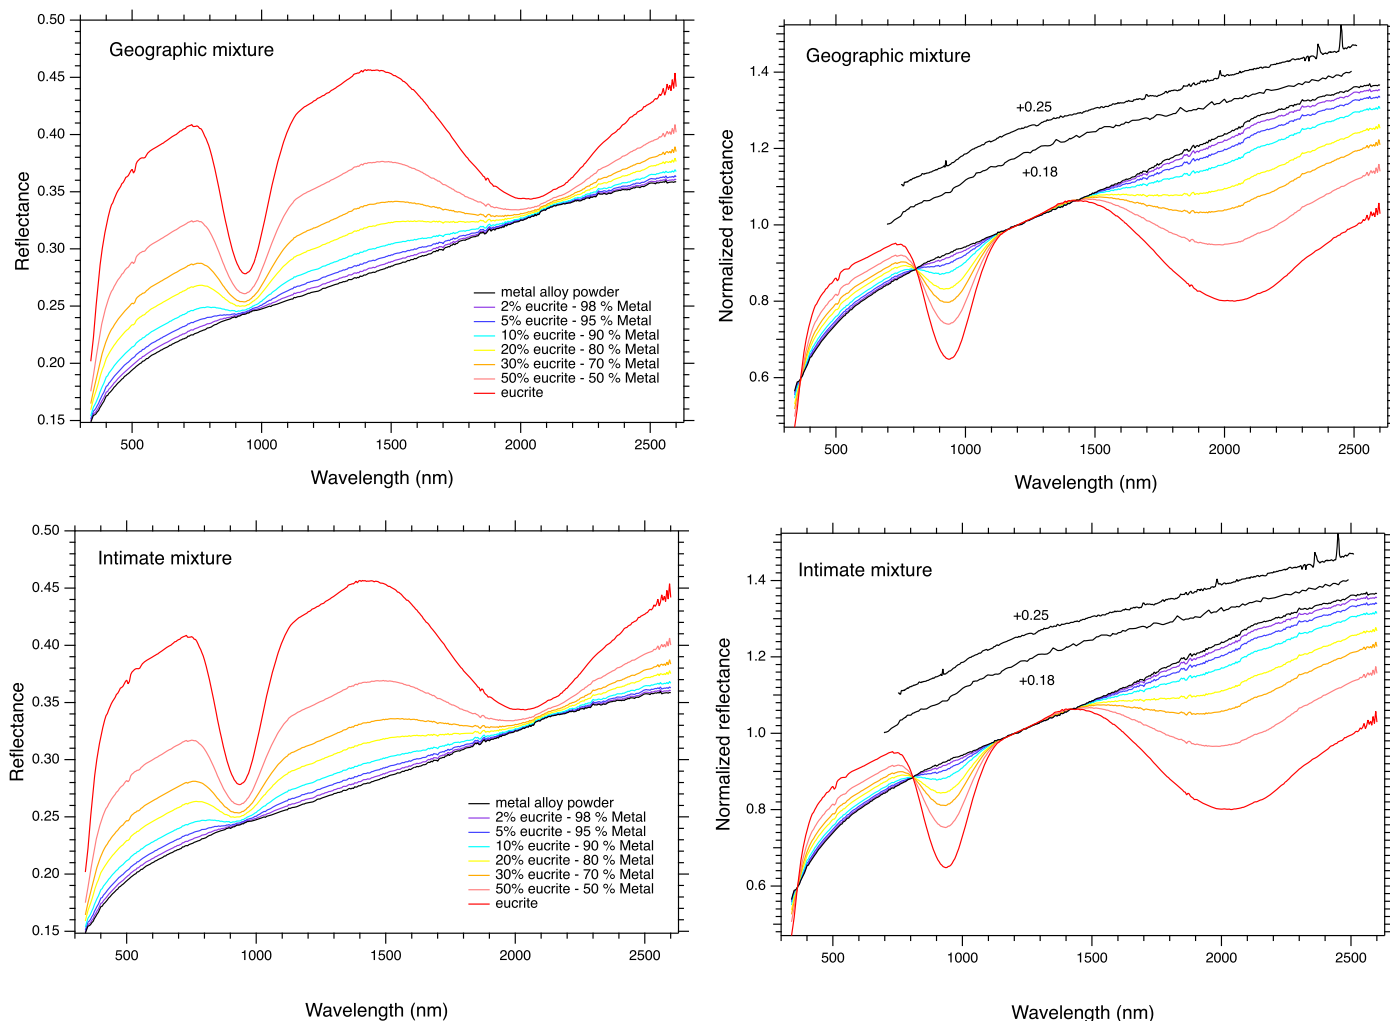 Geographic mixture
0.50
0.45
0.40
0.35
0.30
0.25
0.20
0.15
Reflectance
metal alloy powder
2% eucrite - 98 % Metal
5% eucrite - 95 % Metal
10% eucrite - 90 % Metal
20% eucrite - 80 % Metal
30% eucrite - 70 % Metal
50% eucrite - 50 % Metal
eucrite
500 1000 1500 2000 2500
Wavelength (nm)
Geographic mixture
+0.25
+0.18
1.4
1.2
1.0
0.8
0.6
Normalized reflectance
500 1000 1500 2000 2500
Wavelength (nm)
Intimate mixture
0.50
0.45
0.40
0.35
0.30
0.25
0.20
0.15
Reflectance
metal alloy powder
2% eucrite - 98 % Metal
5% eucrite - 95 % Metal
10% eucrite - 90 % Metal
20% eucrite - 80 % Metal
30% eucrite - 70 % Metal
50% eucrite - 50 % Metal
eucrite
500 1000 1500 2000 2500
Wavelength (nm)
Intimate mixture
+0.25
+0.18
1.4
1.2
1.0
0.8
0.6
Normalized reflectance
500 1000 1500 2000 2500
Wavelength (nm)